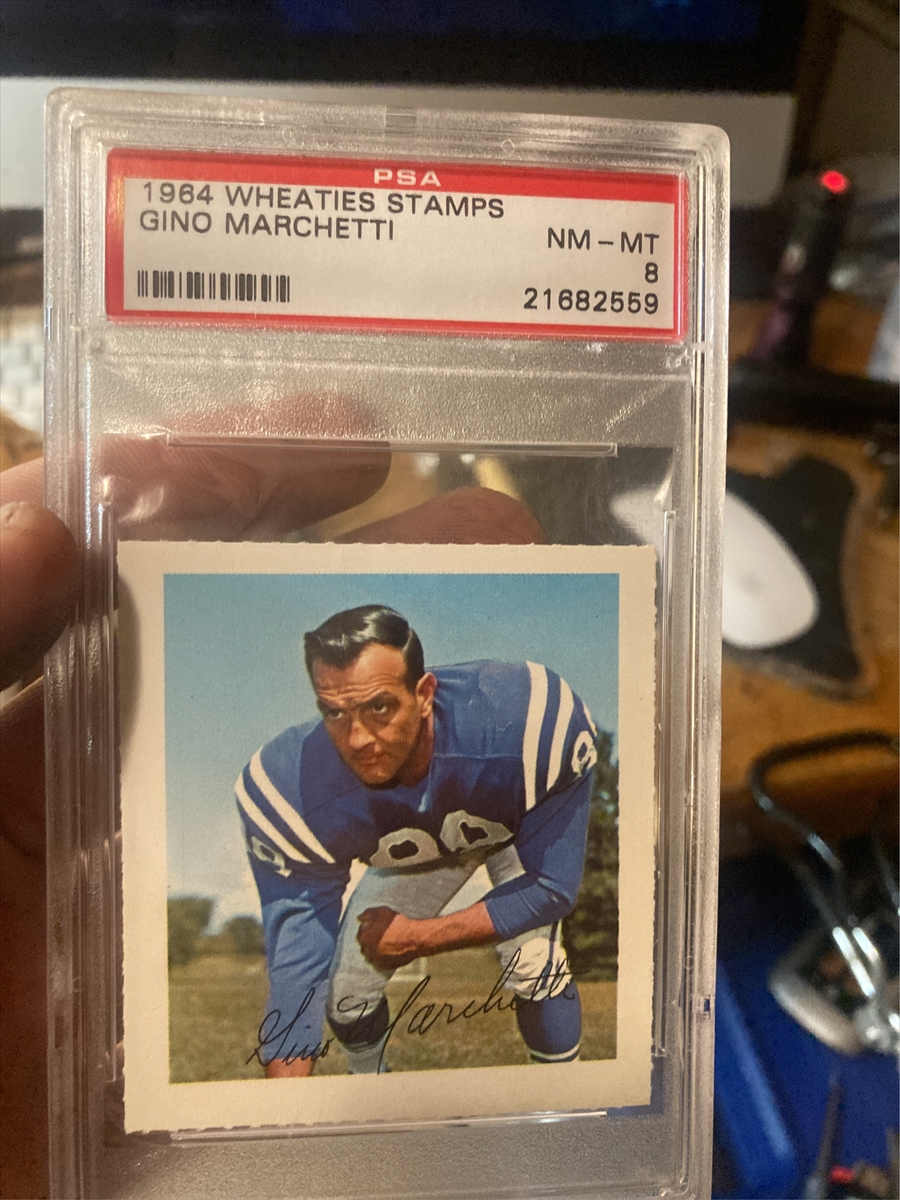 PSA
1964 WHEATIES STAMPS
GINO MARCHETTI
NM - MT
8
21682559
Gino Marchetti